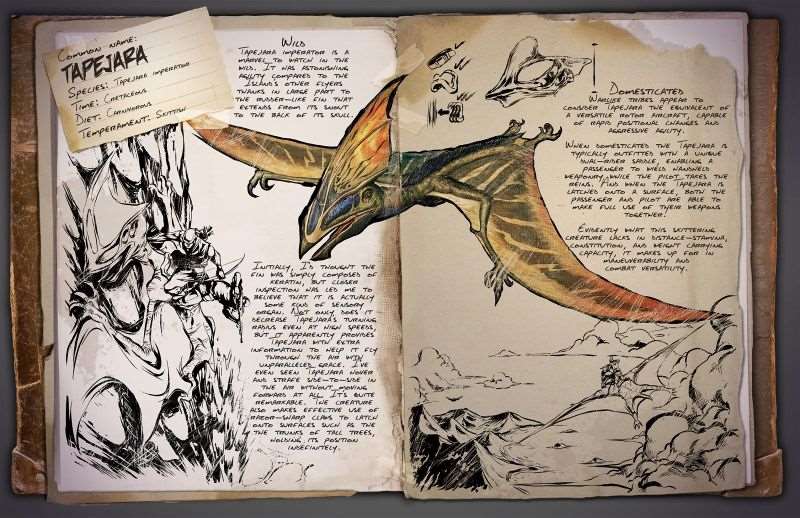 Common name:
Tapejara
Species: Tapejara imperator
Time: Cretaceous
Diet: Carnivorous
Temperament: Skittish
Wild
Tapejara imperator is a
marvel to watch in the
wild. It was astonishing
agility compared to the
Island's other flyers
thanks in large part to
the rudder-like fin that
extends from its snout
to the back of its skull.
Initially, I'd thought the
fin was simply composed of
keratin, but closer
inspection was led me to
believe that it is actually
some kind of sensory
organ. Not only does it
decrease Tapejara's turning
radius even at high speeds,
but it apparently provides
Tapejara with extra
information to help it fly
through the air with
unparalleled grace. I've
even seen Tapejara hover
and strafe side-to-side in
the air without moving
forward at all. It's quite
remarkable. The creature
also makes effective use of
razor-sharp claws to latch
onto surfaces such as the
the trunks of tall trees,
holding its position
indefinitely.
Domesticated
Warlike tribes appear to
consider Tapejara the equivalent of
a versatile rotor aircraft, capable
of rapid positional changes and
aggressive agility.
When domesticated the Tapejara is
typically outfitted with a unique
dual-rider saddle, enabling a
passenger to wield handheld
weaponry while the pilot takes the
reins. And when the Tapejara is
latched onto a surface, both the
passenger and pilot are able to
make full use of their weapons
together!
Evidently what this skittering
creature lacks in distance-stamina,
constitution, and weight carrying
capacity, it makes up for in
maneuverability and
combat versatility.